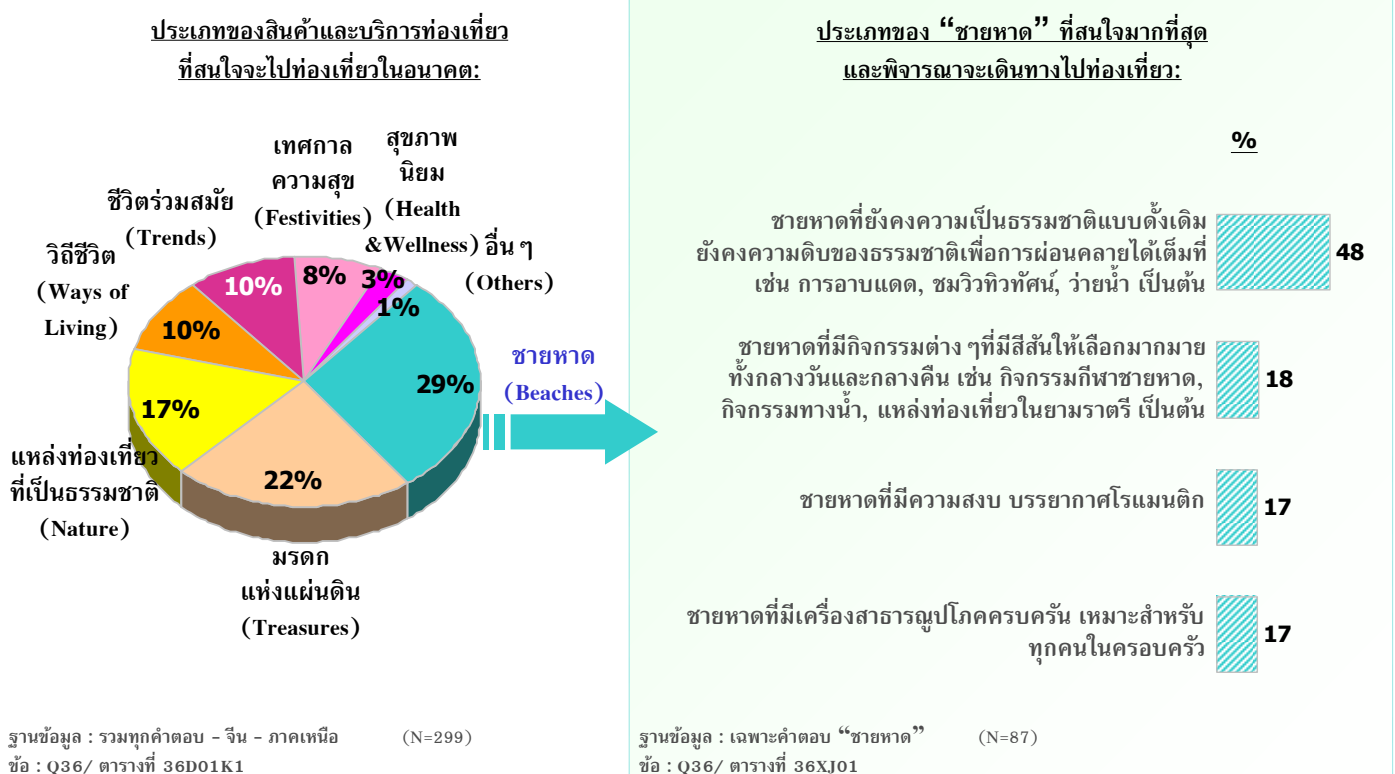 ประเภทของสินค้าและบริการท่องเที่ยว
ที่สนใจจะไปท่องเที่ยวในอนาคต:
เทศกาล
ความสุข
(Festivities)
สุขภาพ
นิยม
(Health
&Wellness)
อื่น ๆ
(Others)
ชีวิตร่วมสมัย
(Trends)
วิถีชีวิต
(Ways of
Living)
แหล่งท่องเที่ยว
ที่เป็นธรรมชาติ
(Nature)
มรดก
แห่งแผ่นดิน
(Treasures)
ชายหาด
(Beaches)
8%
3%
1%
10%
10%
17%
22%
29%
ฐานข้อมูล : รวมทุกคำตอบ - จีน - ภาคเหนือ (N=299)
ข้อ : Q36/ ตารางที่ 36D01K1
ประเภทของ “ชายหาด” ที่สนใจมากที่สุด
และพิจารณาจะเดินทางไปท่องเที่ยว:
%
ชายหาดที่ยังคงความเป็นธรรมชาติแบบดั้งเดิม
ยังคงความดิบของธรรมชาติเพื่อการผ่อนคลายได้เต็มที่
เช่น การอาบแดด, ชมวิวทิวทัศน์, ว่ายน้ำ เป็นต้น
48
ชายหาดที่มีกิจกรรมต่าง ๆที่มีสีสันให้เลือกมากมาย
ทั้งกลางวันและกลางคืน เช่น กิจกรรมกีฬาชายหาด,
กิจกรรมทางน้ำ, แหล่งท่องเที่ยวในยามราตรี เป็นต้น
18
ชายหาดที่มีความสงบ บรรยากาศโรแมนติก
17
ชายหาดที่มีเครื่องสาธารณูปโภคครบครัน เหมาะสำหรับ
ทุกคนในครอบครัว
17
ฐานข้อมูล : เฉพาะคำตอบ “ชายหาด” (N=87)
ข้อ : Q36/ ตารางที่ 36XJ01